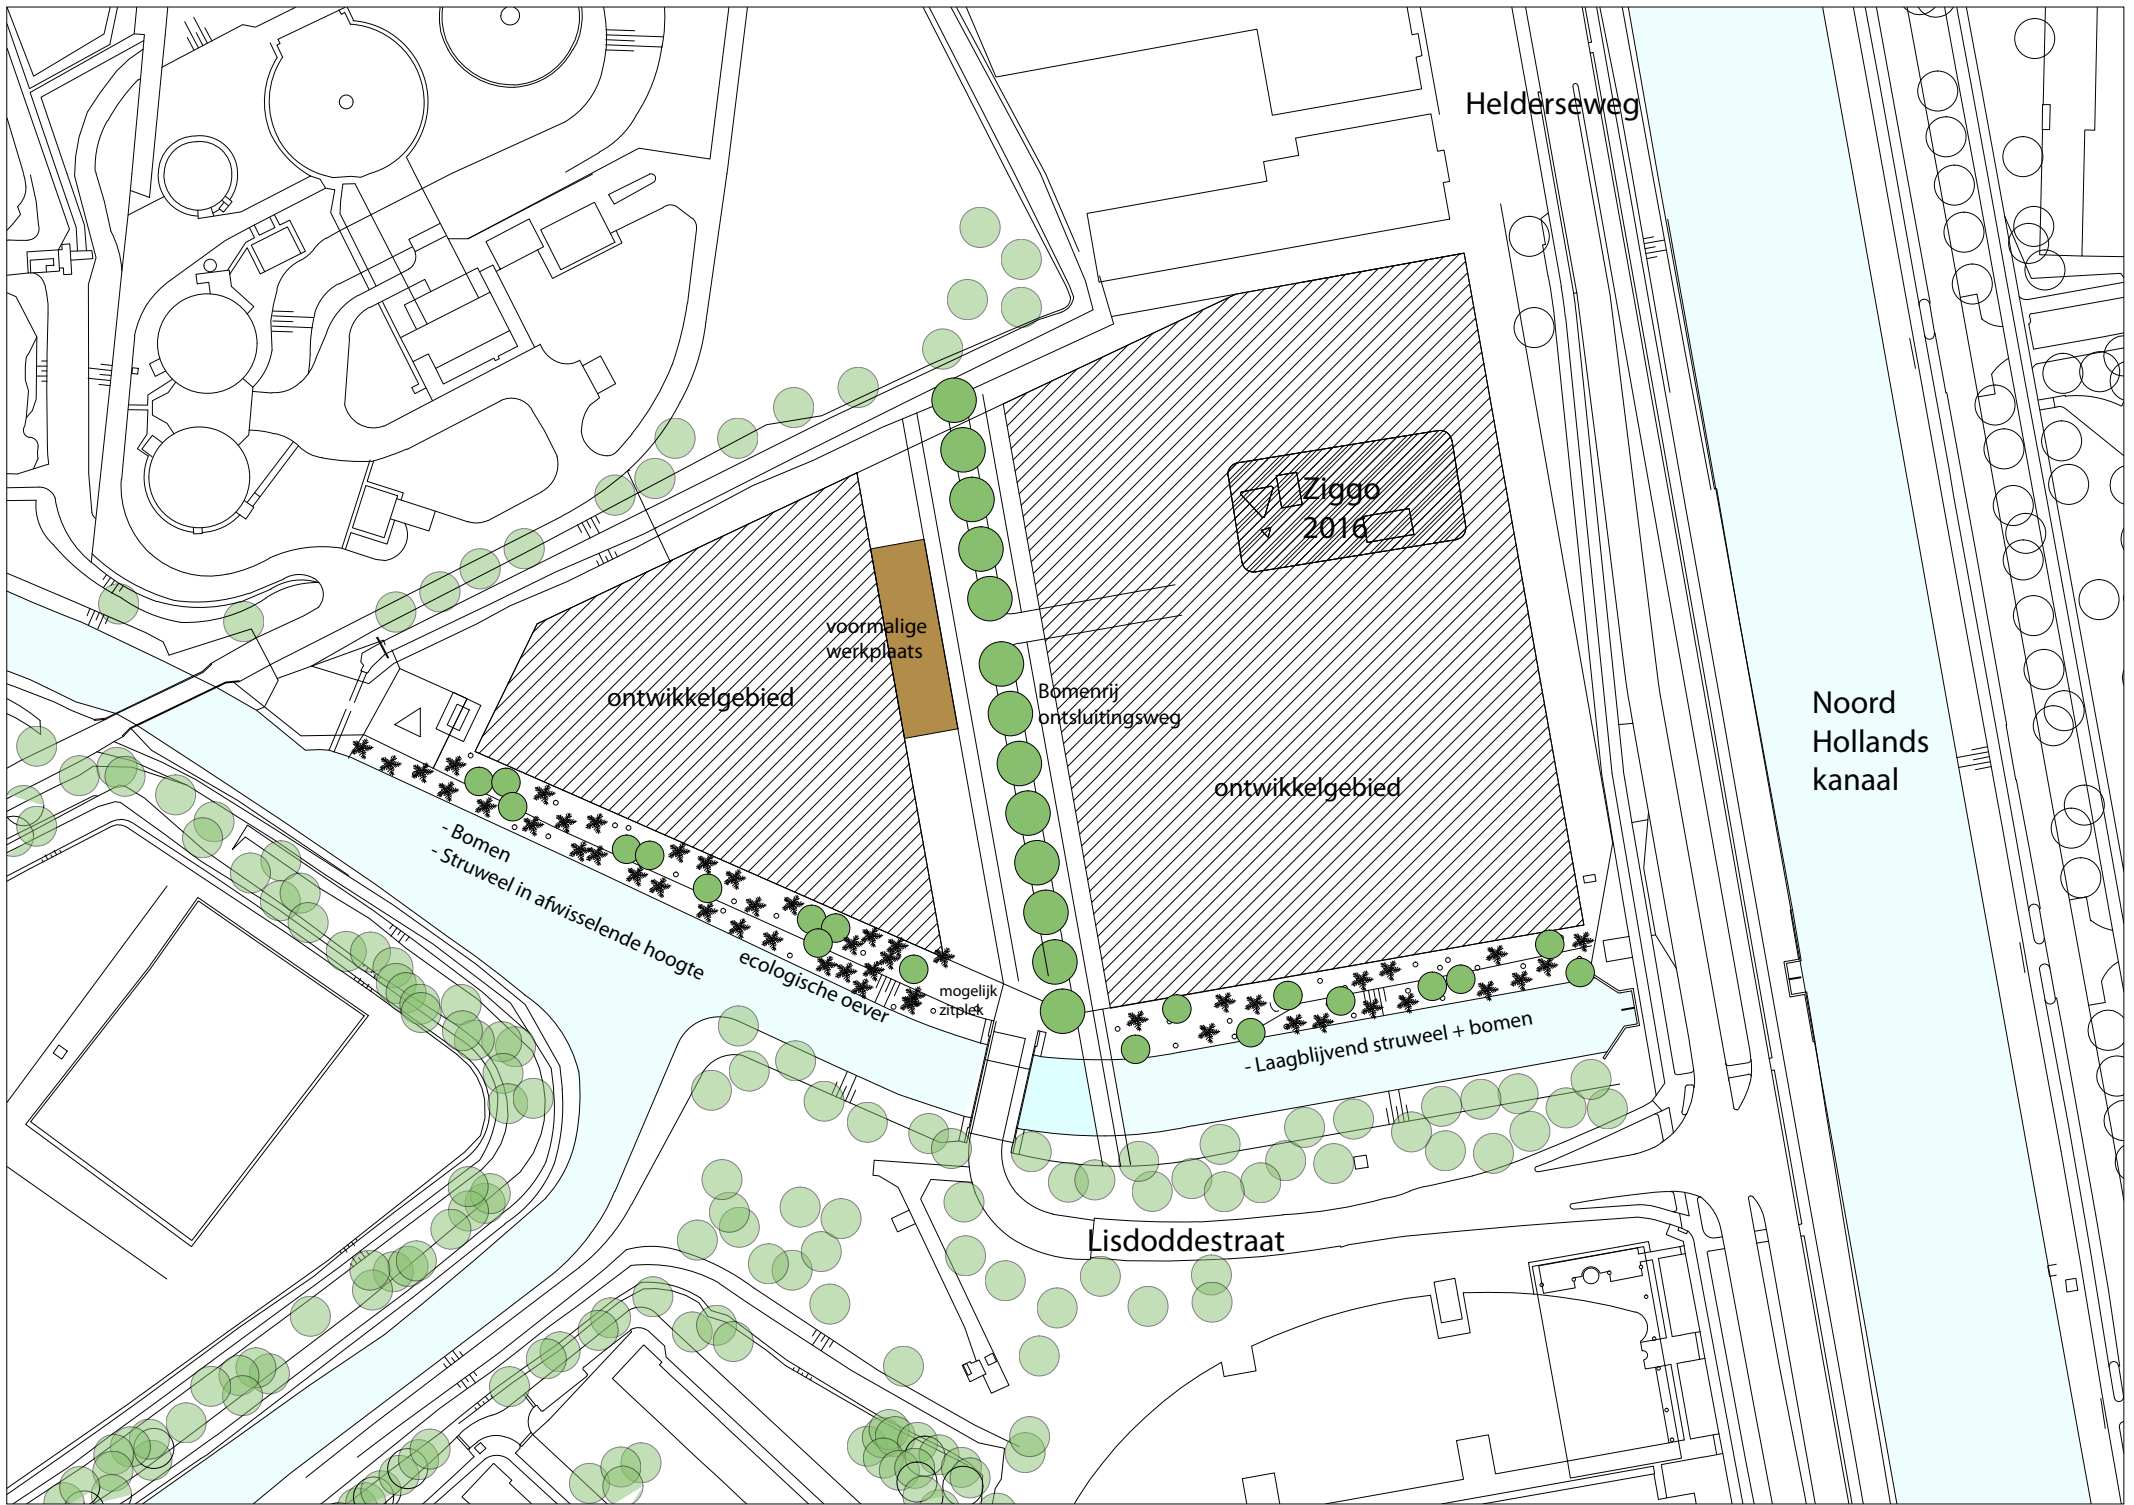 Helderseweg
Ziggo
2016
voormalige
werkplaats
ontwikkelgebied
Bomenrij
ontsluitingsweg
Noord
Hollands
kanaal
ontwikkelgebied
- Bomen
- Struweel in afwisselende hoogte
ecologische oever
mogelijk
zitplek
- Laagblijvend struweel + bomen
Lisdoddestraat